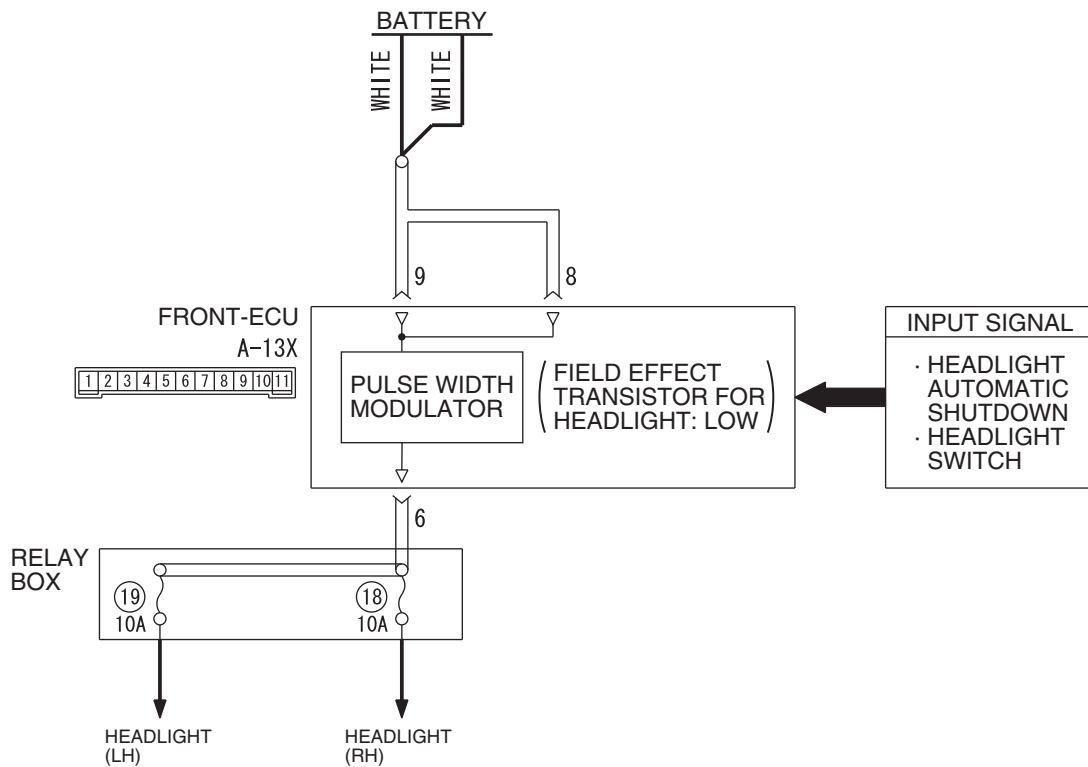 BATTERY
WHITE
WHITE
9
8
FRONT-ECU
A-13X
1 2 3 4 5 6 7 8 9 10 11
PULSE WIDTH
MODULATOR
FIELD EFFECT
TRANSISTOR FOR
HEADLIGHT: LOW
INPUT SIGNAL
· HEADLIGHT
AUTOMATIC
SHUTDOWN
· HEADLIGHT
SWITCH
6
RELAY
BOX
19
10A
18
10A
HEADLIGHT
(LH)
HEADLIGHT
(RH)